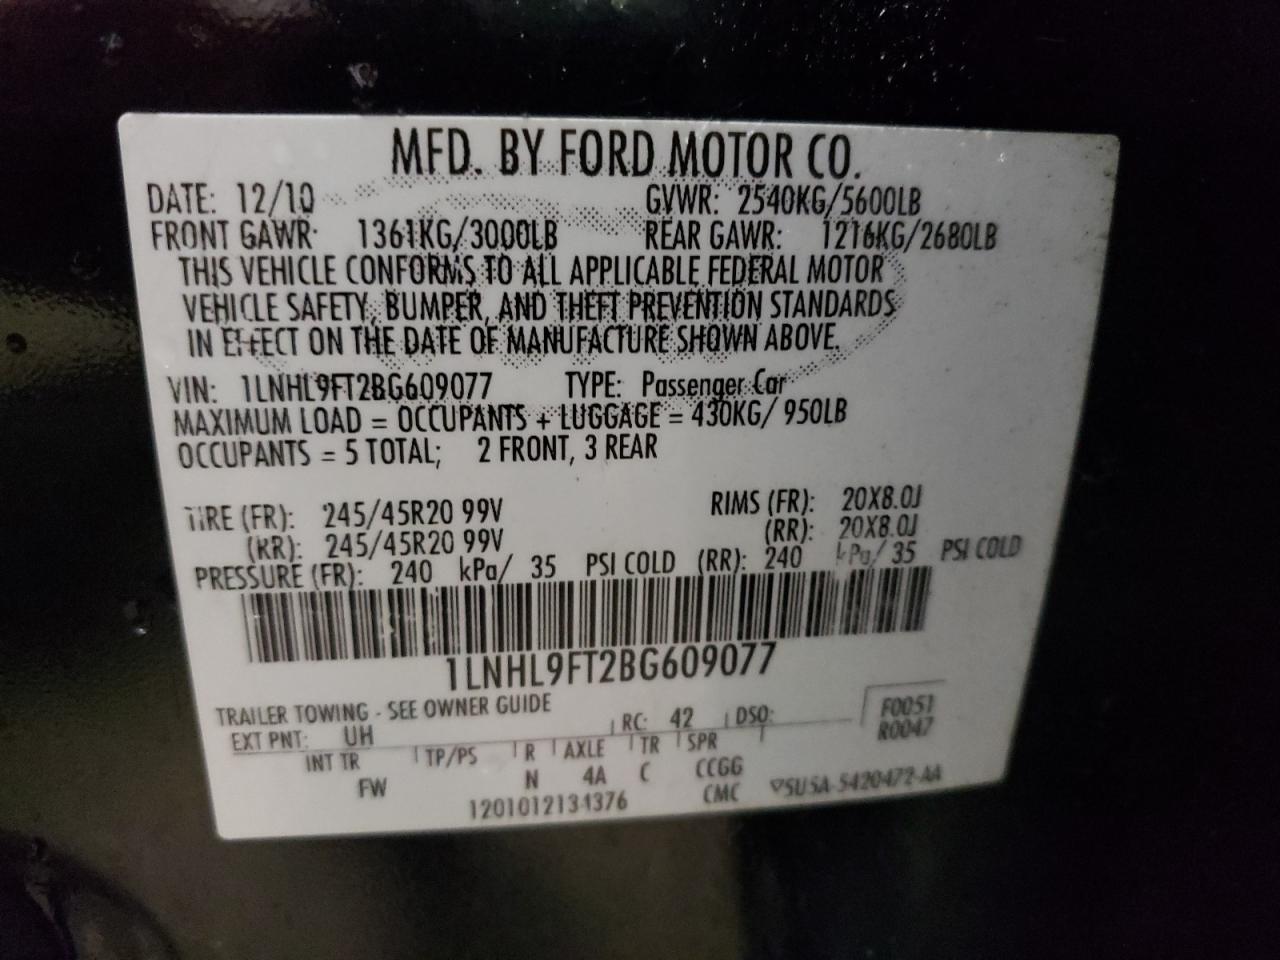 MFD. BY FORD MOTOR CO.
DATE: 12/10 GVWR: 2540KG/5600LB
FRONT GAWR: 1361KG/3000LB REAR GAWR: 1216KG/2680LB
THIS VEHICLE CONFORMS TO ALL APPLICABLE FEDERAL MOTOR
VEHICLE SAFETY, BUMPER, AND THEFT PREVENTION STANDARDS
IN EFFECT ON THE DATE OF MANUFACTURE SHOWN ABOVE.
VIN: 1LNHL9FT2BG609077 TYPE: Passenger Car
MAXIMUM LOAD = OCCUPANTS + LUGGAGE = 430KG/ 950LB
OCCUPANTS = 5 TOTAL; 2 FRONT, 3 REAR
TIRE (FR): 245/45R20 99V RIMS (FR): 20X8.0J
(RR): 245/45R20 99V (RR): 20X8.0J
PRESSURE (FR): 240 kPa/ 35 PSI COLD (RR): 240 kPa/ 35 PSI COLD
1LNHL9FT2BG609077
TRAILER TOWING - SEE OWNER GUIDE
EXT PNT: UH RC: 42 DSO: F0051
R0047
INT TR TP/PS R AXLE TR SPR
FW N 4A C CCGG
1201012134376 CMC 5U5A-5420472-AA